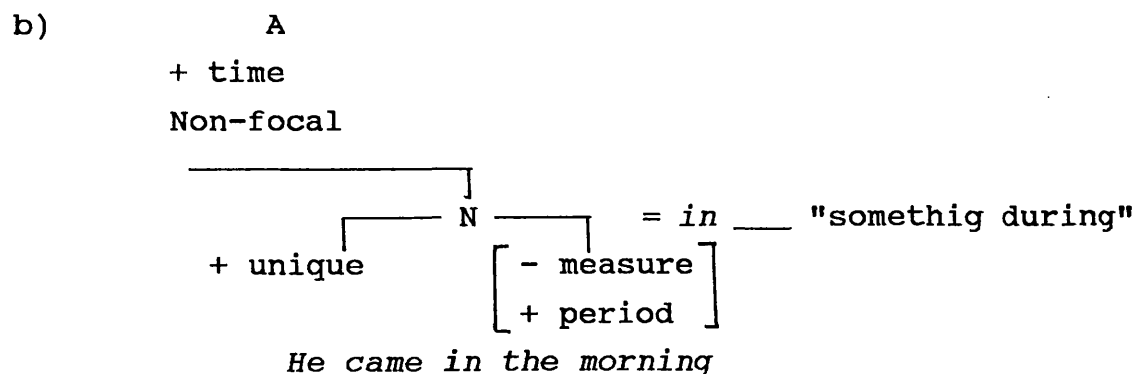 b) A
+ time
Non-focal
N = in ___ "somethig during"
+ unique [ - measure
+ period ]
He came in the morning